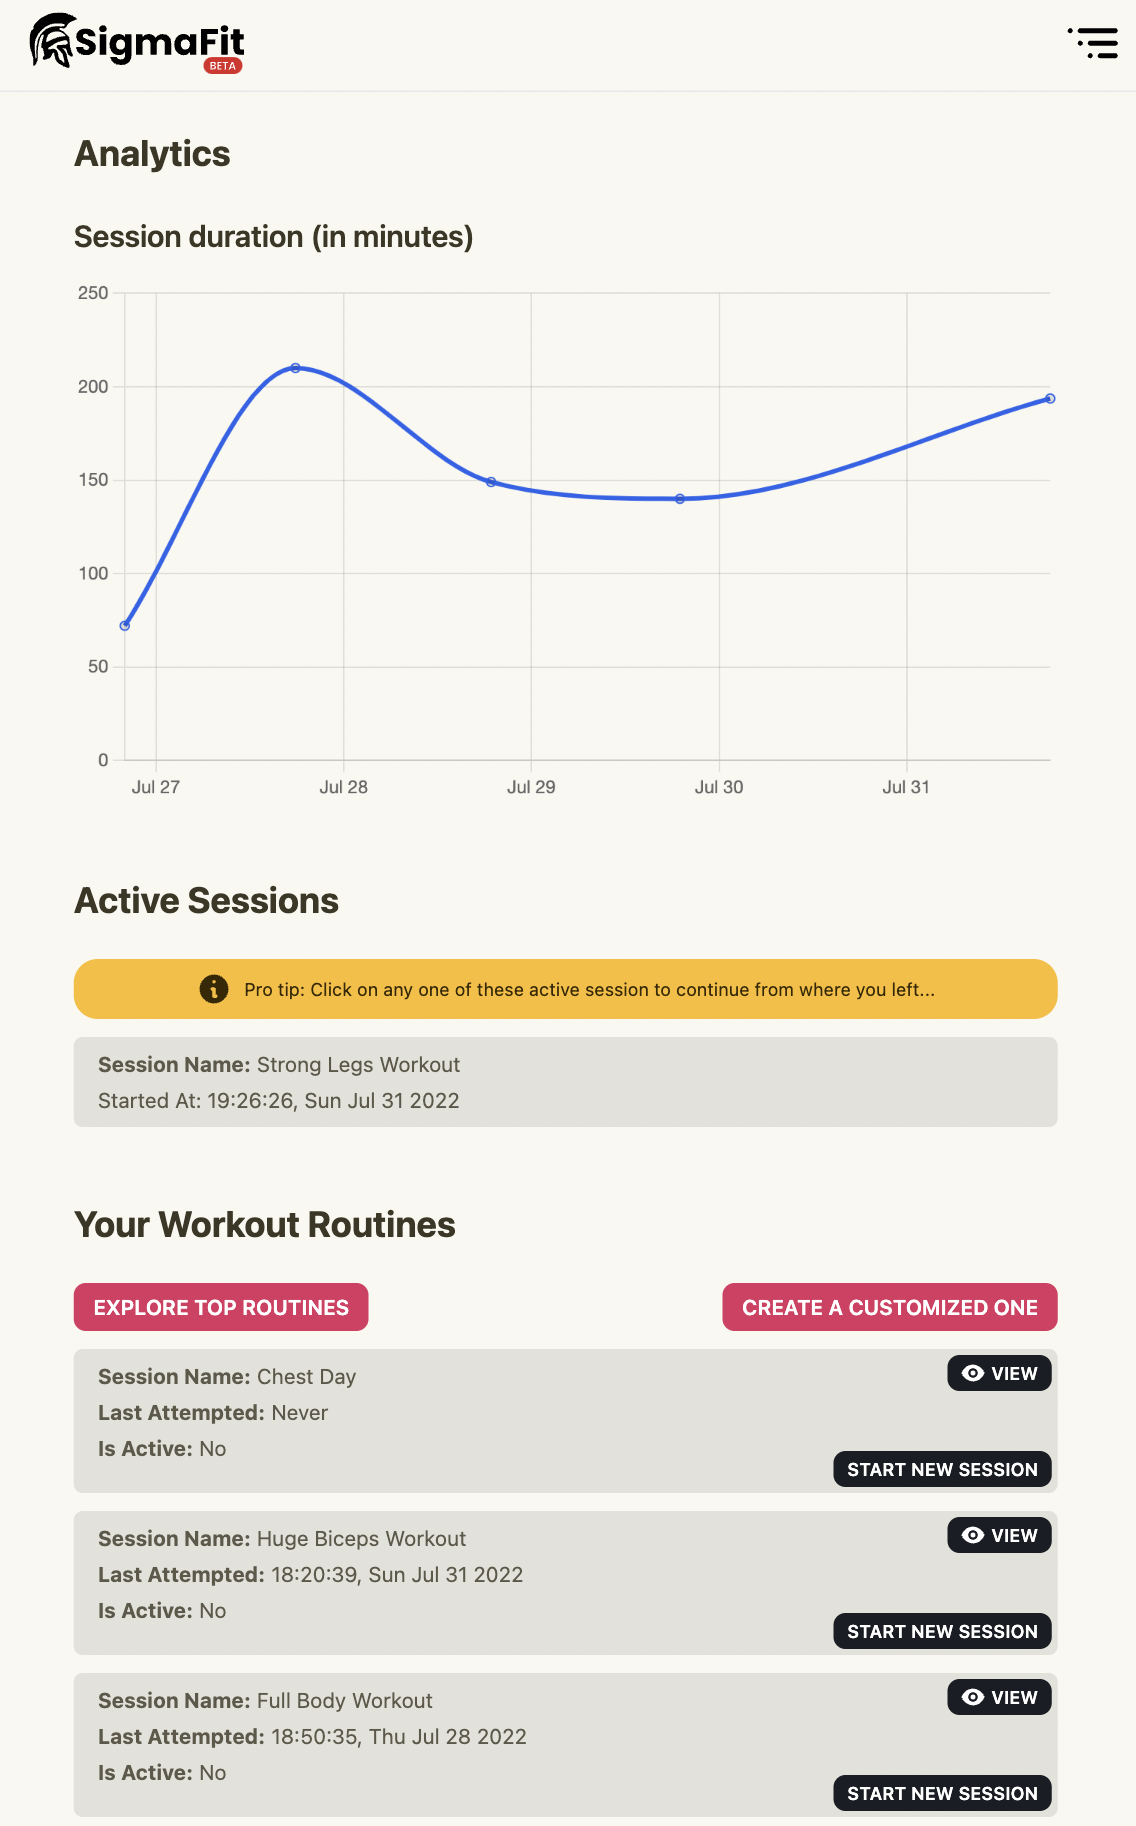 SigmaFit
BETA
Analytics
Session duration (in minutes)
250
200
150
100
50
0
Jul 27 Jul 28 Jul 29 Jul 30 Jul 31
Active Sessions
Pro tip: Click on any one of these active session to continue from where you left...
Session Name: Strong Legs Workout
Started At: 19:26:26, Sun Jul 31 2022
Your Workout Routines
EXPLORE TOP ROUTINES CREATE A CUSTOMIZED ONE
Session Name: Chest Day VIEW
Last Attempted: Never
Is Active: No
START NEW SESSION
Session Name: Huge Biceps Workout VIEW
Last Attempted: 18:20:39, Sun Jul 31 2022
Is Active: No
START NEW SESSION
Session Name: Full Body Workout VIEW
Last Attempted: 18:50:35, Thu Jul 28 2022
Is Active: No
START NEW SESSION